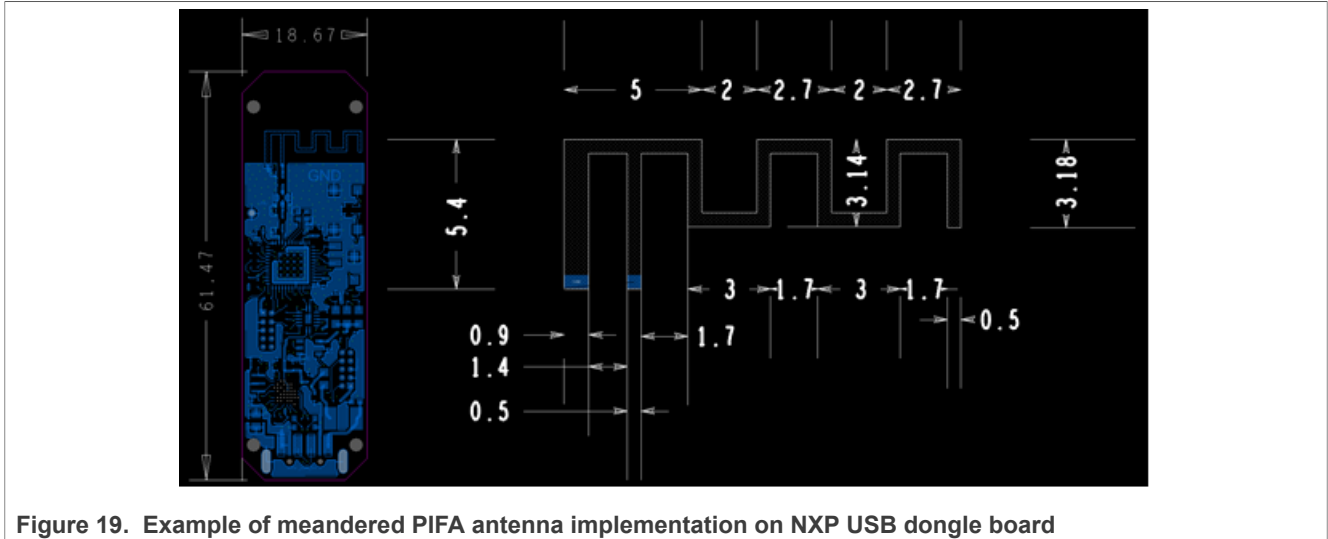 18.67
5 2 2.7 2 2.7
GND
61.47
5.4
3.14
3.18
3 1.7 3 1.7
0.5
0.9
1.7
1.4
0.5
Figure 19. Example of meandered PIFA antenna implementation on NXP USB dongle board